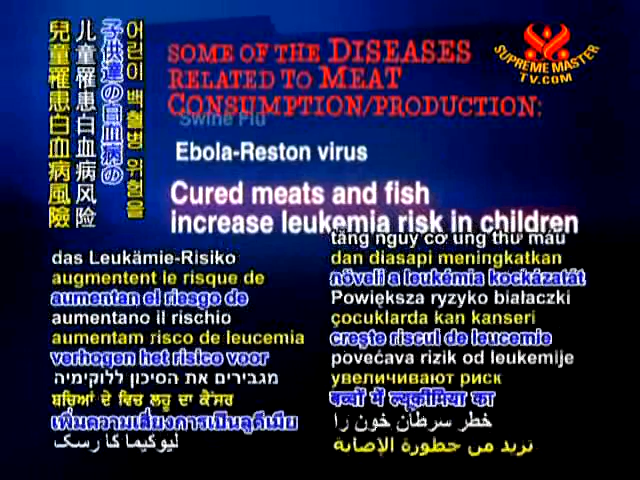 兒童罹患白血病風險
儿童罹患白血病风险
子供達の白血病の
어린이 백혈병 위험을
SOME OF THE DISEASES
RELATED TO MEAT
CONSUMPTION/PRODUCTION:
SUPREME MASTER
TV.COM
Swine Flu
Ebola-Reston virus
Cured meats and fish
increase leukemia risk in children
das Leukämie-Risiko
augmentent le risque de
aumentan el riesgo de
aumentano il rischio
aumentam risco de leucemia
verhogen het risico voor
מגבירים את הסיכון ללוקימיה
ਬਚਿਆਂ ਦੇ ਵਿਚ ਲਹੂ ਦਾ ਕੈਂਸਰ
เพิ่มความเสี่ยงการเป็นลูคีเมีย
لیوکیما کا رسک
tăng nguy cơ ung thư máu
dan diasapi meningkatkan
növeli a leukémia kockázatát
Powiększa ryzyko białaczki
çocuklarda kan kanseri
crește riscul de leucemie
povećava rizik od leukemije
увеличивают риск
बच्चों में ल्यूकीमिया का
خطر سرطان خون را
تزيد من خطورة الإصابة